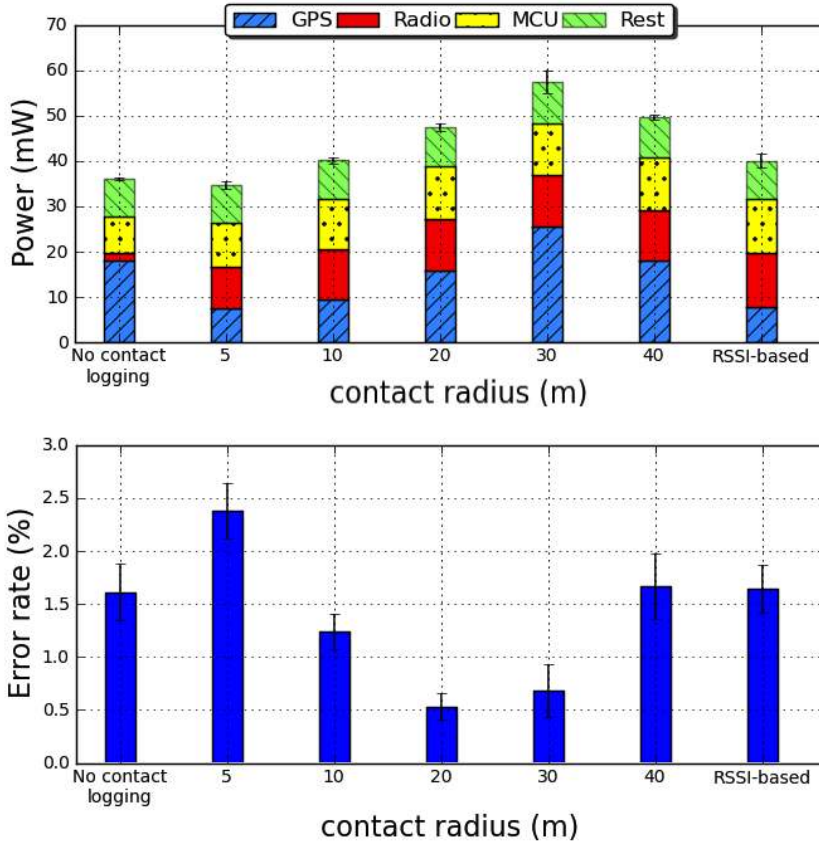 GPS Radio MCU Rest
70
60
50
40
30
20
10
0
Power (mW)
No contact logging 5 10 20 30 40 RSSI-based
contact radius (m)
3.0
2.5
2.0
1.5
1.0
0.5
0.0
Error rate (%)
No contact logging 5 10 20 30 40 RSSI-based
contact radius (m)